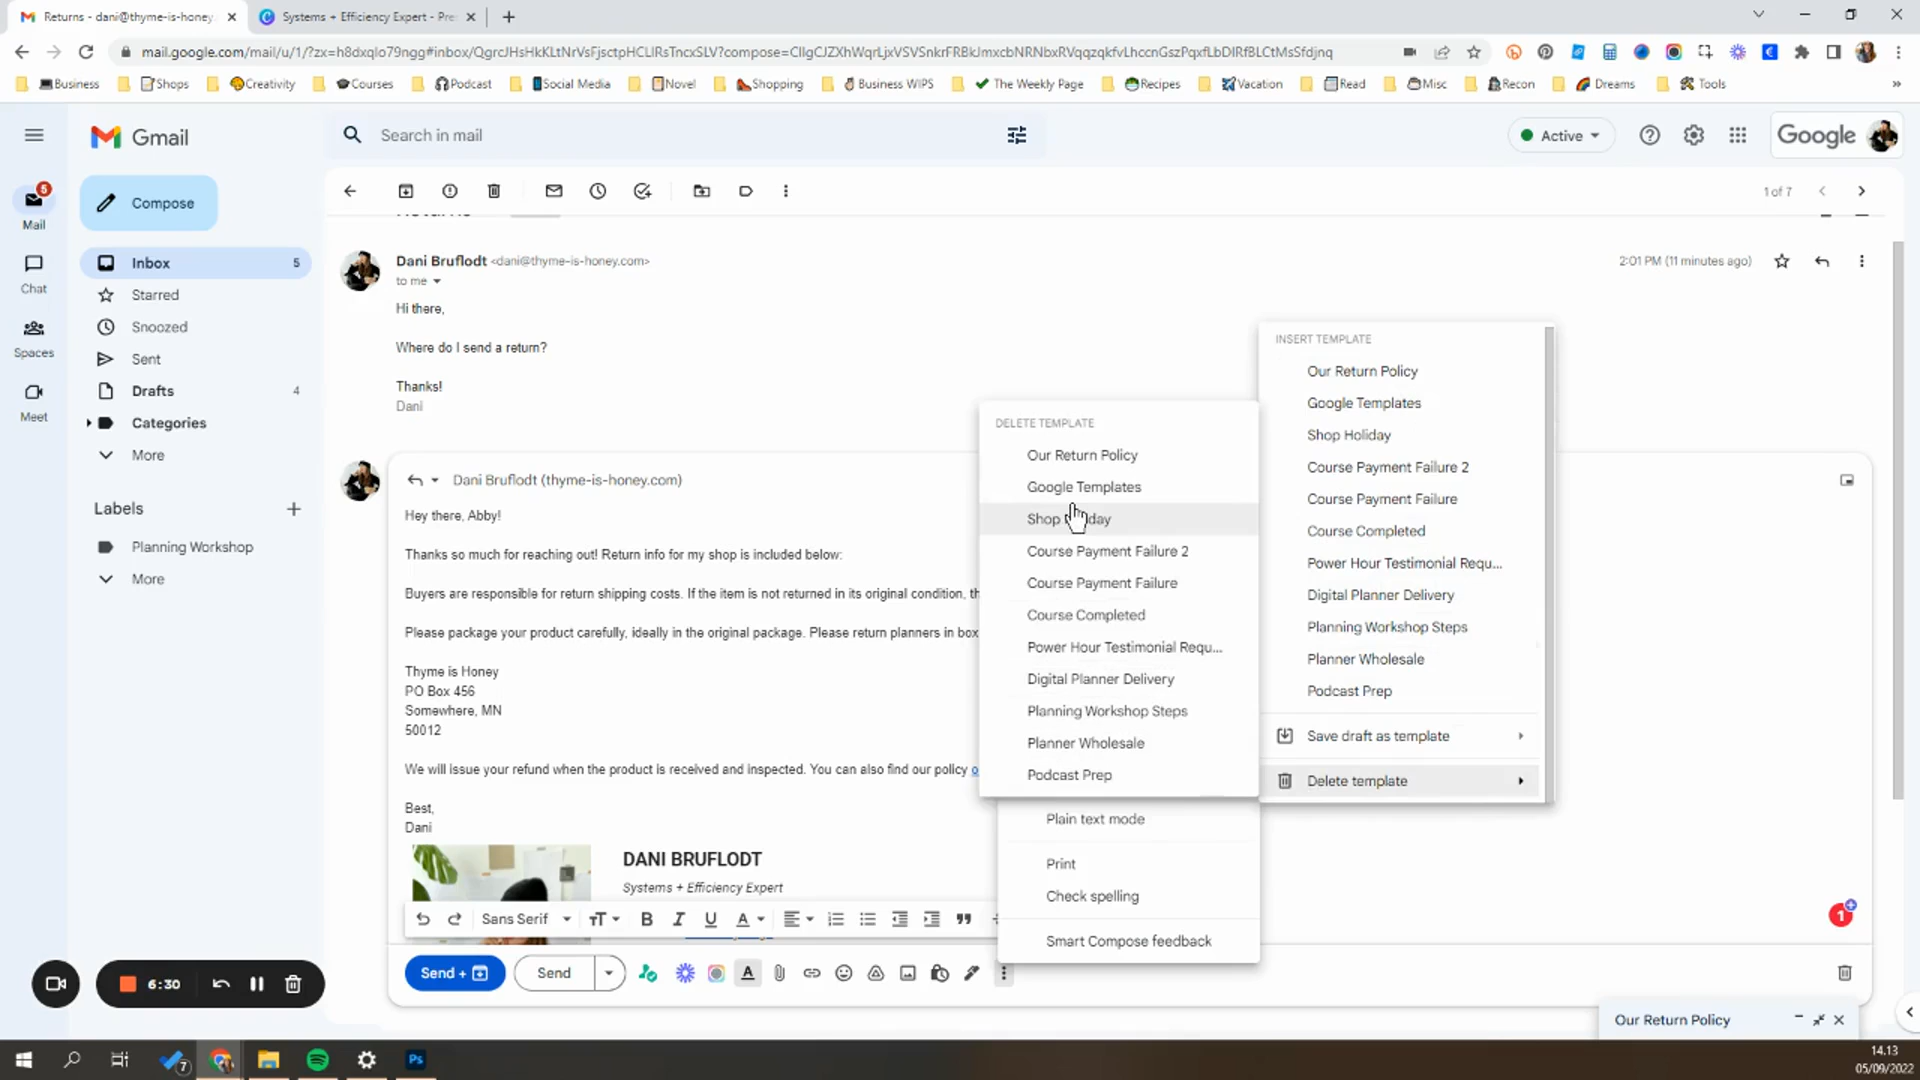 Returns - dani@thyme-is-honey.
Systems + Efficiency Expert - Pre
mail.google.com/mail/u/1/?zx=h8dxqlo79ngg#inbox/QgrcJHsHkKLtNrVsFjsctpHCLlRsTncxSLV?compose=CllgCJZXhWqrLjxVSVSnkrFRBkJmxcbNRNbxRVqqzqkfvLhccnGszPqxfLbDlRfBLCtMsSfdjnq
Business
Shops
Creativity
Courses
Podcast
Social Media
Novel
Shopping
Business WIPS
The Weekly Page
Recipes
Vacation
Read
Misc
Recon
Dreams
Tools
Gmail
Search in mail
Active
Google
5
Mail
Compose
1 of 7
Chat
Inbox 5
Starred
Spaces
Snoozed
Sent
Meet
Drafts 4
Categories
More
Labels
Planning Workshop
More
Dani Bruflodt <dani@thyme-is-honey.com>
2:01 PM (11 minutes ago)
to me
Hi there,
Where do I send a return?
Thanks!
Dani
Dani Bruflodt (thyme-is-honey.com)
Hey there, Abby!
Thanks so much for reaching out! Return info for my shop is included below:
Buyers are responsible for return shipping costs. If the item is not returned in its original condition, th
Please package your product carefully, ideally in the original package. Please return planners in box
Thyme is Honey
PO Box 456
Somewhere, MN
50012
We will issue your refund when the product is received and inspected. You can also find our policy o
Best,
Dani
DANI BRUFLODT
Systems + Efficiency Expert
Sans Serif
Send +
Send
DELETE TEMPLATE
Our Return Policy
Google Templates
Shop
Course Payment Failure 2
Course Payment Failure
Course Completed
Power Hour Testimonial Requ...
Digital Planner Delivery
Planning Workshop Steps
Planner Wholesale
Podcast Prep
Plain text mode
Print
Check spelling
Smart Compose feedback
INSERT TEMPLATE
Our Return Policy
Google Templates
Shop Holiday
Course Payment Failure 2
Course Payment Failure
Course Completed
Power Hour Testimonial Requ...
Digital Planner Delivery
Planning Workshop Steps
Planner Wholesale
Podcast Prep
Save draft as template
Delete template
1
Our Return Policy
6:30
7
Ps
14.13
05/09/2022